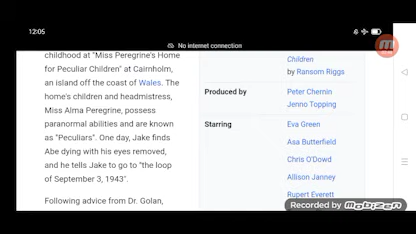 12:05
No internet connection
childhood at "Miss Peregrine's Home
for Peculiar Children" at Cairnholm,
an island off the coast of Wales. The
home's children and headmistress,
Miss Alma Peregrine, possess
paranormal abilities and are known
as "Peculiars". One day, Jake finds
Abe dying with his eyes removed,
and he tells Jake to go to "the loop
of September 3, 1943".
Following advice from Dr. Golan,
Children
by Ransom Riggs
Produced by
Peter Chernin
Jenno Topping
Starring
Eva Green
Asa Butterfield
Chris O'Dowd
Allison Janney
Rupert Everett
Recorded by Mobizen